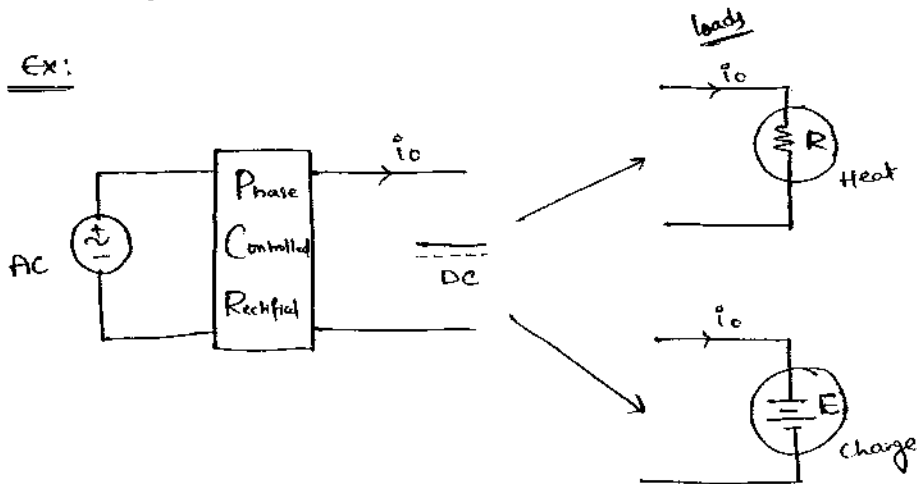 Ex:
AC
+
-
Phase
Controlled
Rectified
io
DC
loads
io
R
Heat
io
E
Charge